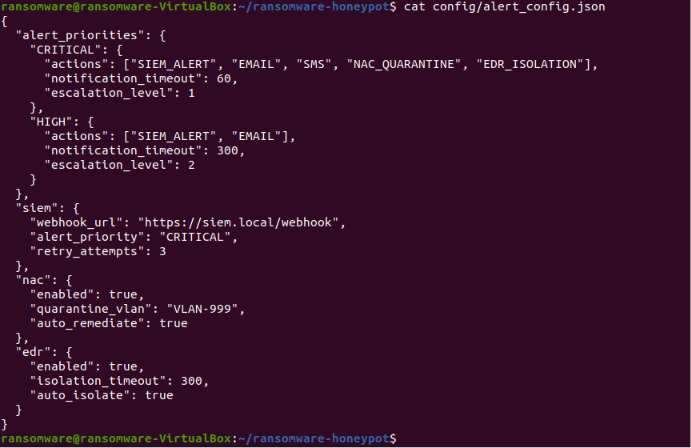 ransomware@ransomware-VirtualBox:~/ransomware-honeypot$ cat config/alert_config.json
{
  "alert_priorities": {
    "CRITICAL": {
      "actions": ["SIEM_ALERT", "EMAIL", "SMS", "NAC_QUARANTINE", "EDR_ISOLATION"],
      "notification_timeout": 60,
      "escalation_level": 1
    },
    "HIGH": {
      "actions": ["SIEM_ALERT", "EMAIL"],
      "notification_timeout": 300,
      "escalation_level": 2
    }
  },
  "siem": {
    "webhook_url": "https://siem.local/webhook",
    "alert_priority": "CRITICAL",
    "retry_attempts": 3
  },
  "nac": {
    "enabled": true,
    "quarantine_vlan": "VLAN-999",
    "auto_remediate": true
  },
  "edr": {
    "enabled": true,
    "isolation_timeout": 300,
    "auto_isolate": true
  }
}
ransomware@ransomware-VirtualBox:~/ransomware-honeypot$